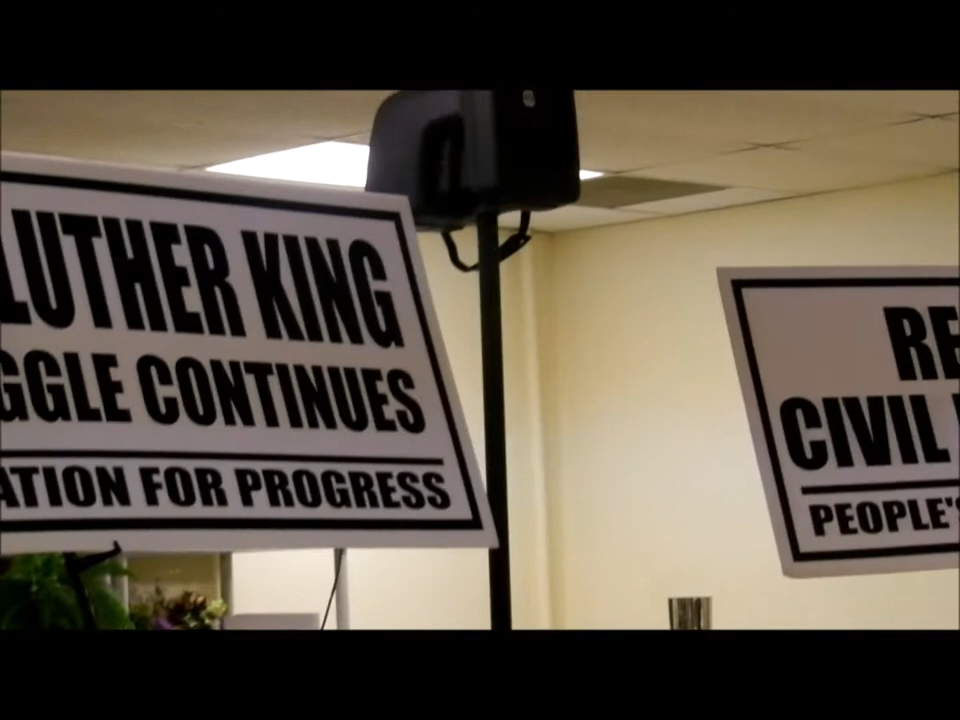 LUTHER KING
GGLE CONTINUES
ATION FOR PROGRESS
RE
CIVIL
PEOPLE'S